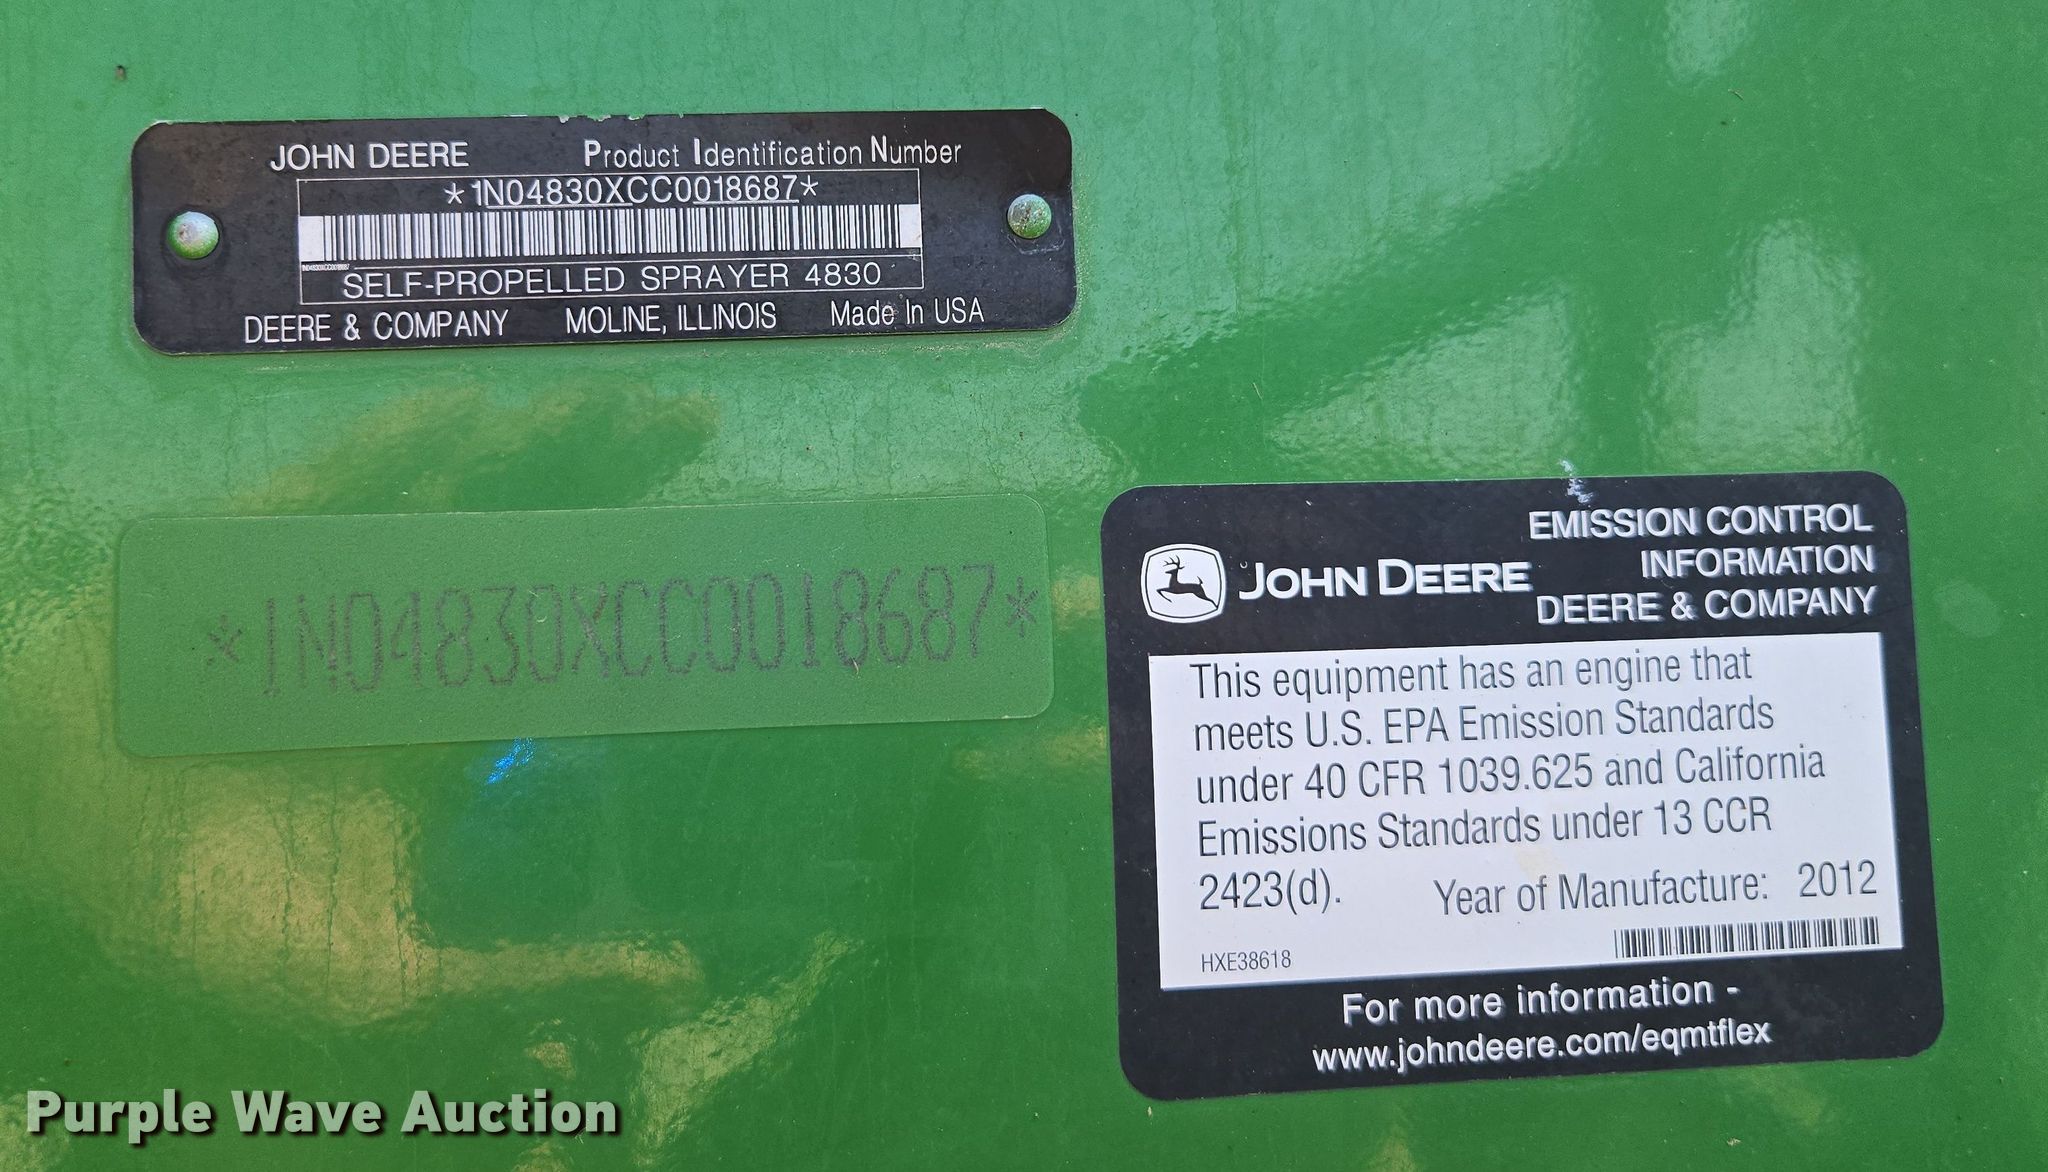 JOHN DEERE Product Identification Number
*1N04830XCC0018687*
SELF-PROPELLED SPRAYER 4830
DEERE & COMPANY MOLINE, ILLINOIS Made In USA
*1N04830XCC0018687*
JOHN DEERE
EMISSION CONTROL
INFORMATION
DEERE & COMPANY
This equipment has an engine that
meets U.S. EPA Emission Standards
under 40 CFR 1039.625 and California
Emissions Standards under 13 CCR
2423(d). Year of Manufacture: 2012
HXE38618
For more information -
www.johndeere.com/eqmtflex
Purple Wave Auction